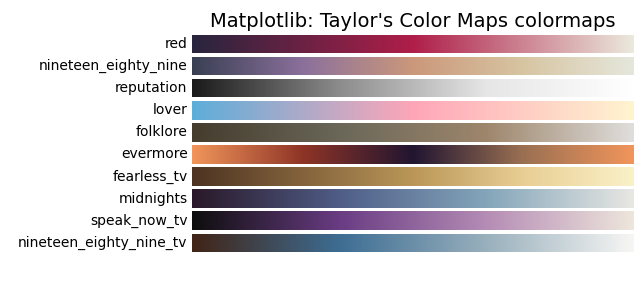 Matplotlib: Taylor's Color Maps colormaps
red
nineteen_eighty_nine
reputation
lover
folklore
evermore
fearless_tv
midnights
speak_now_tv
nineteen_eighty_nine_tv